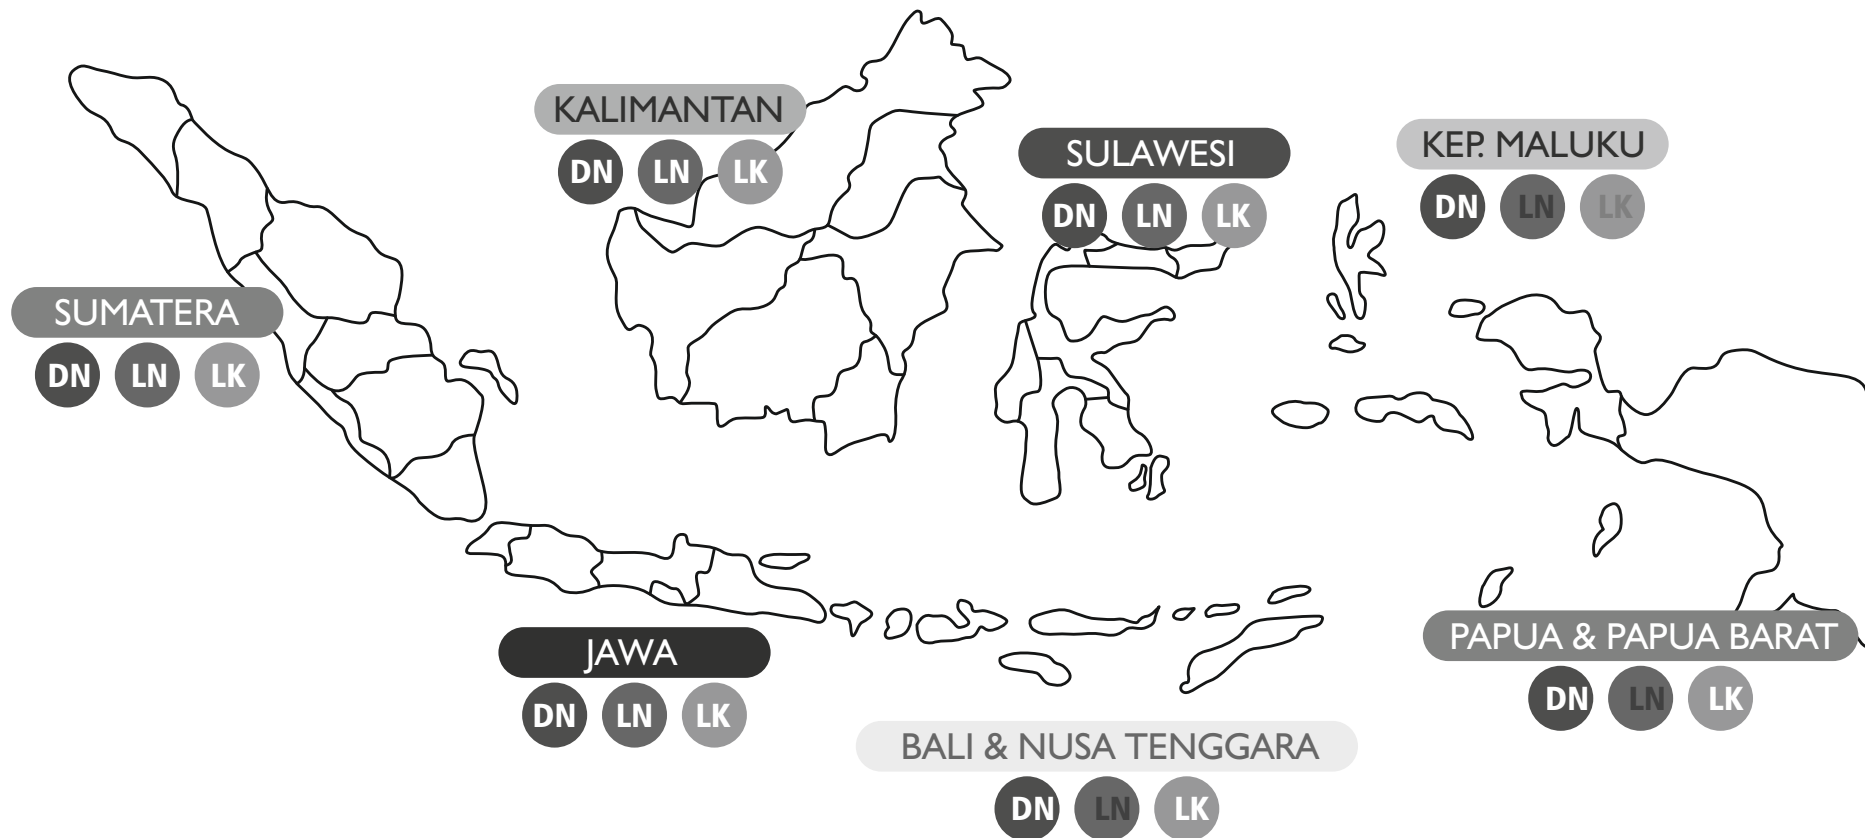 KALIMANTAN
DN LN LK
SULAWESI
DN LN LK
KEP. MALUKU
DN LN LK
SUMATERA
DN LN LK
JAWA
DN LN LK
BALI & NUSA TENGGARA
DN LN LK
PAPUA & PAPUA BARAT
DN LN LK